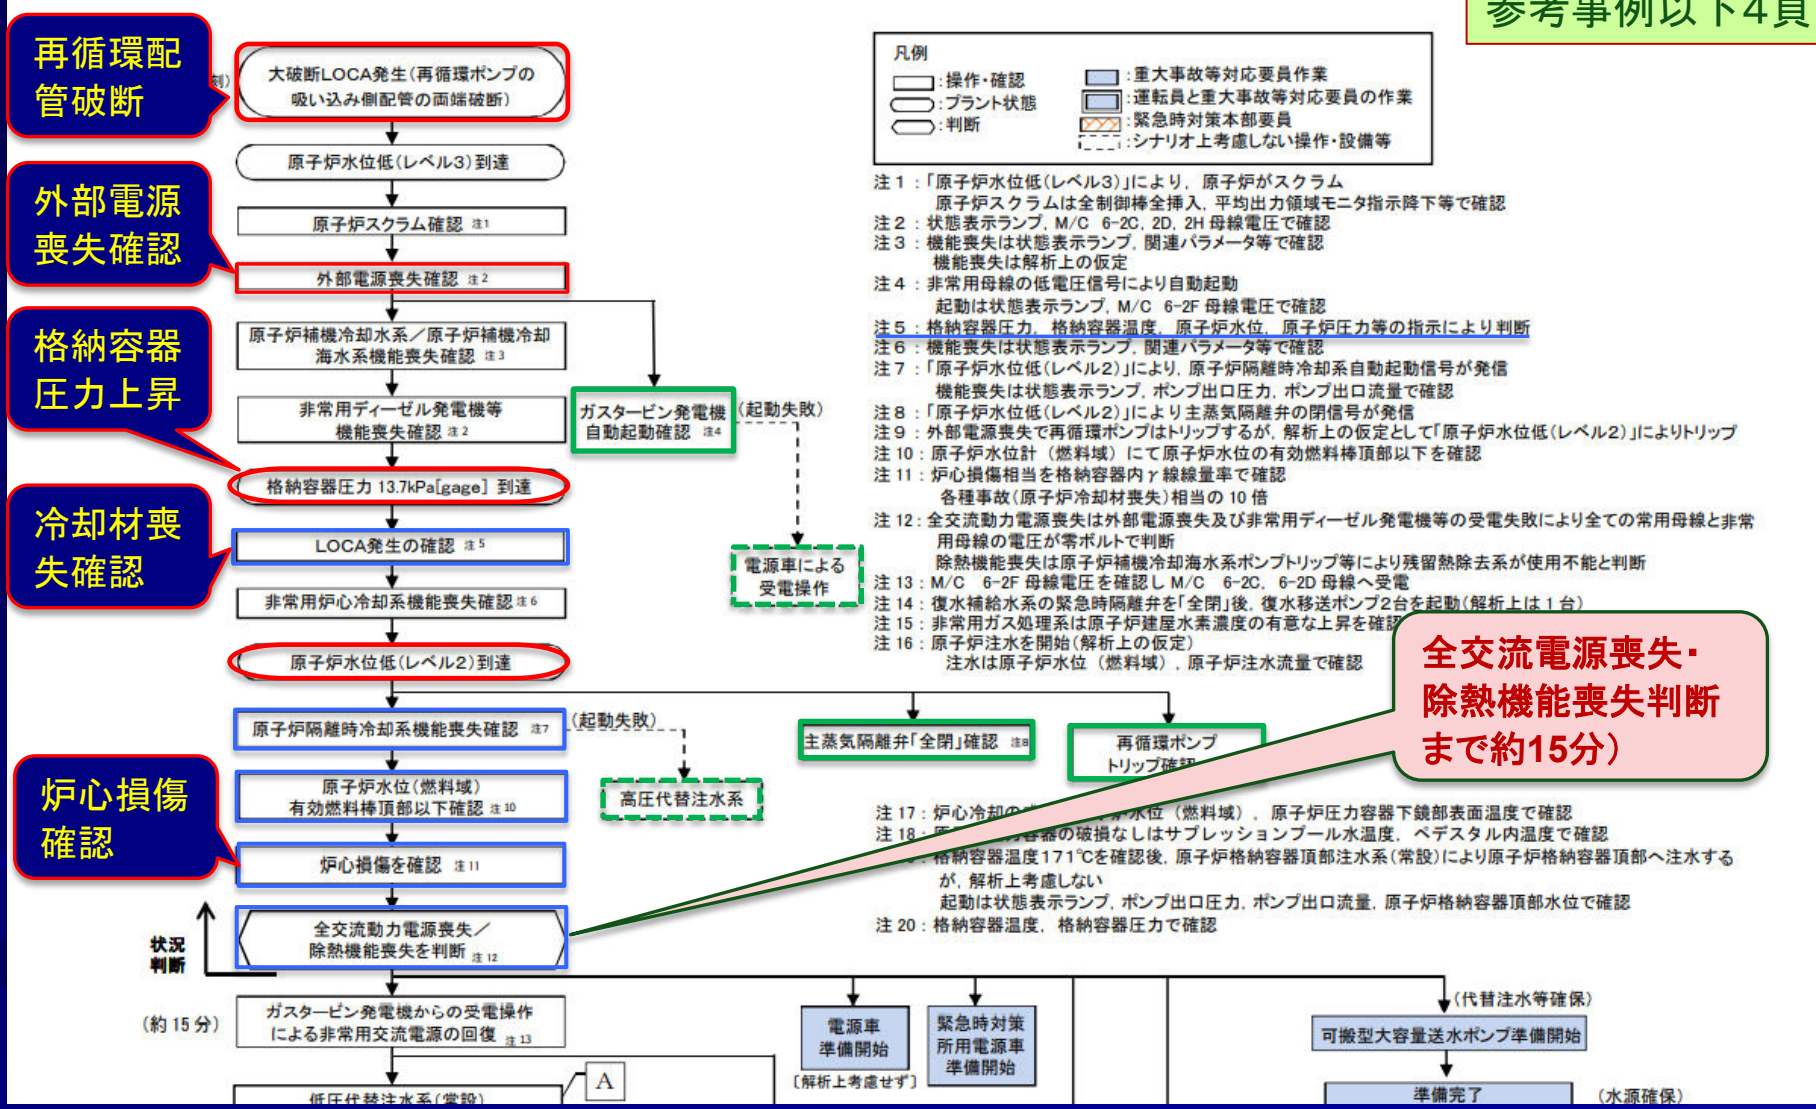 参考事例以下4頁
再循環配
管破断
外部電源
喪失確認
格納容器
圧力上昇
冷却材喪
失確認
炉心損傷
確認
刻)
大破断LOCA発生(再循環ポンプの
吸い込み側配管の両端破断)
原子炉水位低(レベル3)到達
原子炉スクラム確認 注1
外部電源喪失確認 注2
原子炉補機冷却水系/原子炉補機冷却
海水系機能喪失確認 注3
非常用ディーゼル発電機等
機能喪失確認 注2
ガスタービン発電機
自動起動確認 注4
(起動失敗)
格納容器圧力 13.7kPa[gage] 到達
LOCA発生の確認 注5
電源車による
受電操作
非常用炉心冷却系機能喪失確認 注6
原子炉水位低(レベル2)到達
原子炉隔離時冷却系機能喪失確認 注7
(起動失敗)
主蒸気隔離弁「全閉」確認 注8
再循環ポンプ
トリップ確認
原子炉水位(燃料域)
有効燃料棒頂部以下確認 注10
高圧代替注水系
炉心損傷を確認 注11
全交流動力電源喪失/
除熱機能喪失を判断 注12
状況
判断
(約15分)
ガスタービン発電機からの受電操作
による非常用交流電源の回復 注13
低圧代替注水系(常設)
A
電源車
準備開始
〔解析上考慮せず〕
緊急時対策
所用電源車
準備開始
(代替注水等確保)
可搬型大容量送水ポンプ準備開始
準備完了
(水源確保)
凡例
:操作・確認
:プラント状態
:判断
:重大事故等対応要員作業
:運転員と重大事故等対応要員の作業
:緊急時対策本部要員
:シナリオ上考慮しない操作・設備等
注1:「原子炉水位低(レベル3)」により,原子炉がスクラム
原子炉スクラムは全制御棒全挿入,平均出力領域モニタ指示降下等で確認
注2:状態表示ランプ,M/C 6-2C,2D,2H 母線電圧で確認
注3:機能喪失は状態表示ランプ,関連パラメータ等で確認
機能喪失は解析上の仮定
注4:非常用母線の低電圧信号により自動起動
起動は状態表示ランプ,M/C 6-2F 母線電圧で確認
注5:格納容器圧力,格納容器温度,原子炉水位,原子炉圧力等の指示により判断
注6:機能喪失は状態表示ランプ,関連パラメータ等で確認
注7:「原子炉水位低(レベル2)」により,原子炉隔離時冷却系自動起動信号が発信
機能喪失は状態表示ランプ,ポンプ出口圧力,ポンプ出口流量で確認
注8:「原子炉水位低(レベル2)」により主蒸気隔離弁の閉信号が発信
注9:外部電源喪失で再循環ポンプはトリップするが,解析上の仮定として「原子炉水位低(レベル2)」によりトリップ
注10:原子炉水位計(燃料域)にて原子炉水位の有効燃料棒頂部以下を確認
注11:炉心損傷相当を格納容器内γ線線量率で確認
各種事故(原子炉冷却材喪失)相当の10倍
注12:全交流動力電源喪失は外部電源喪失及び非常用ディーゼル発電機等の受電失敗により全ての常用母線と非常
用母線の電圧が零ボルトで判断
除熱機能喪失は原子炉補機冷却海水系ポンプトリップ等により残留熱除去系が使用不能と判断
注13:M/C 6-2F 母線電圧を確認し M/C 6-2C,6-2D 母線へ受電
注14:復水補給水系の緊急時隔離弁を「全閉」後,復水移送ポンプ2台を起動(解析上は1台)
注15:非常用ガス処理系は原子炉建屋水素濃度の有意な上昇を確認
注16:原子炉注水を開始(解析上の仮定)
注水は原子炉水位(燃料域),原子炉注水流量で確認
全交流電源喪失・
除熱機能喪失判断
まで約15分)
注17:炉心冷却の 水位(燃料域),原子炉圧力容器下鏡部表面温度で確認
注18: 容器の破損なしはサプレッションプール水温度,ペデスタル内温度で確認
格納容器温度171℃を確認後,原子炉格納容器頂部注水系(常設)により原子炉格納容器頂部へ注水する
が,解析上考慮しない
起動は状態表示ランプ,ポンプ出口圧力,ポンプ出口流量,原子炉格納容器頂部水位で確認
注20:格納容器温度,格納容器圧力で確認